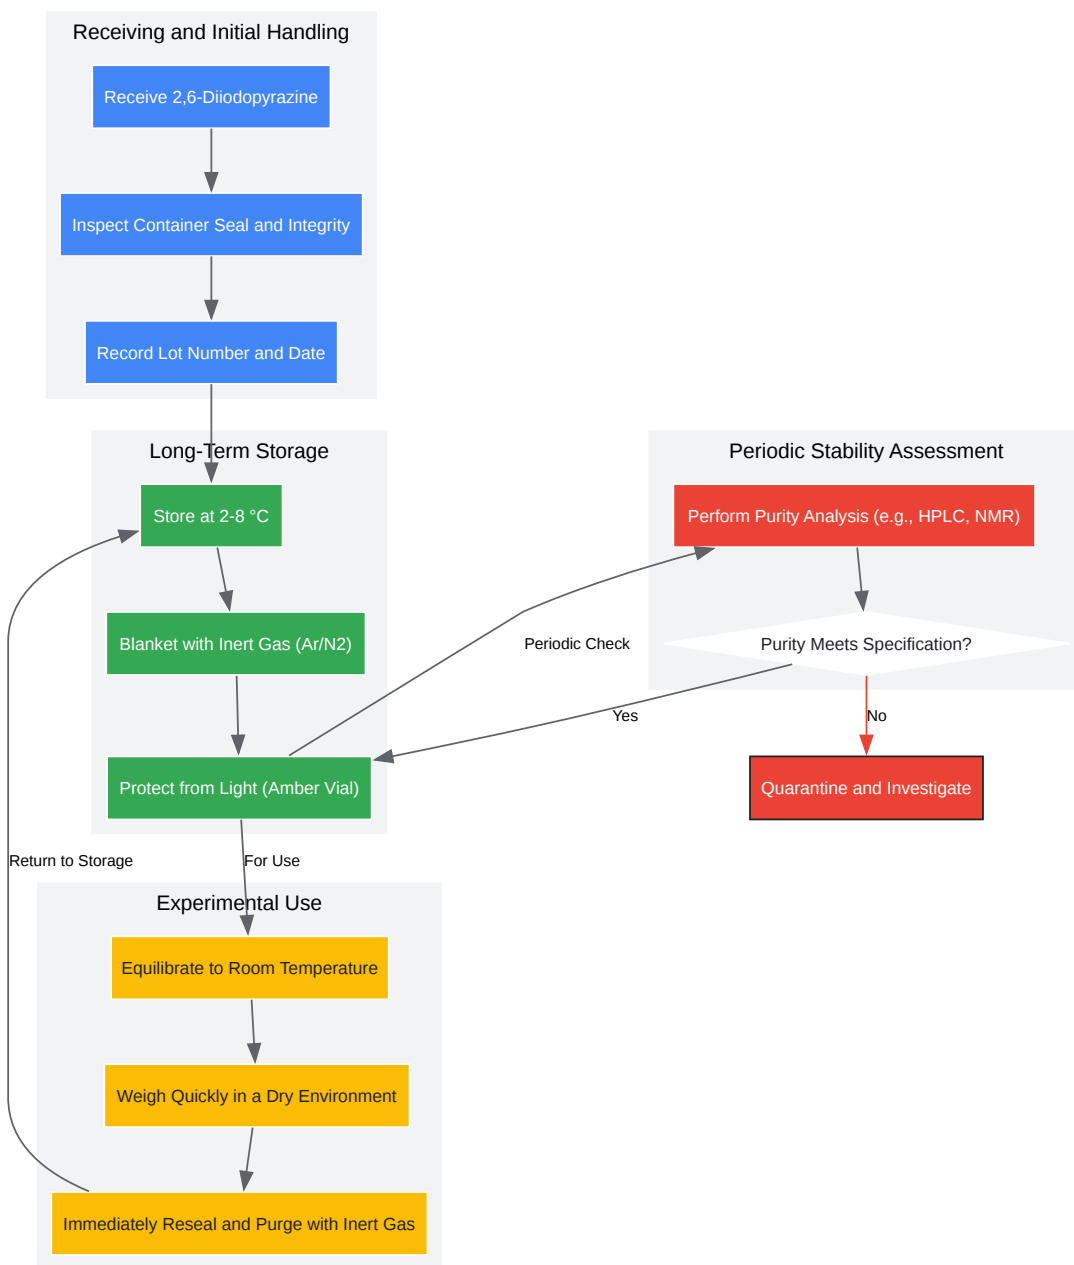 Receiving and Initial Handling
Receive 2,6-Diiodopyrazine
Inspect Container Seal and Integrity
Record Lot Number and Date
Long-Term Storage
Store at 2-8 °C
Blanket with Inert Gas (Ar/N2)
Protect from Light (Amber Vial)
Periodic Stability Assessment
Perform Purity Analysis (e.g., HPLC, NMR)
Periodic Check
Purity Meets Specification?
Yes
No
Quarantine and Investigate
Return to Storage
For Use
Experimental Use
Equilibrate to Room Temperature
Weigh Quickly in a Dry Environment
Immediately Reseal and Purge with Inert Gas